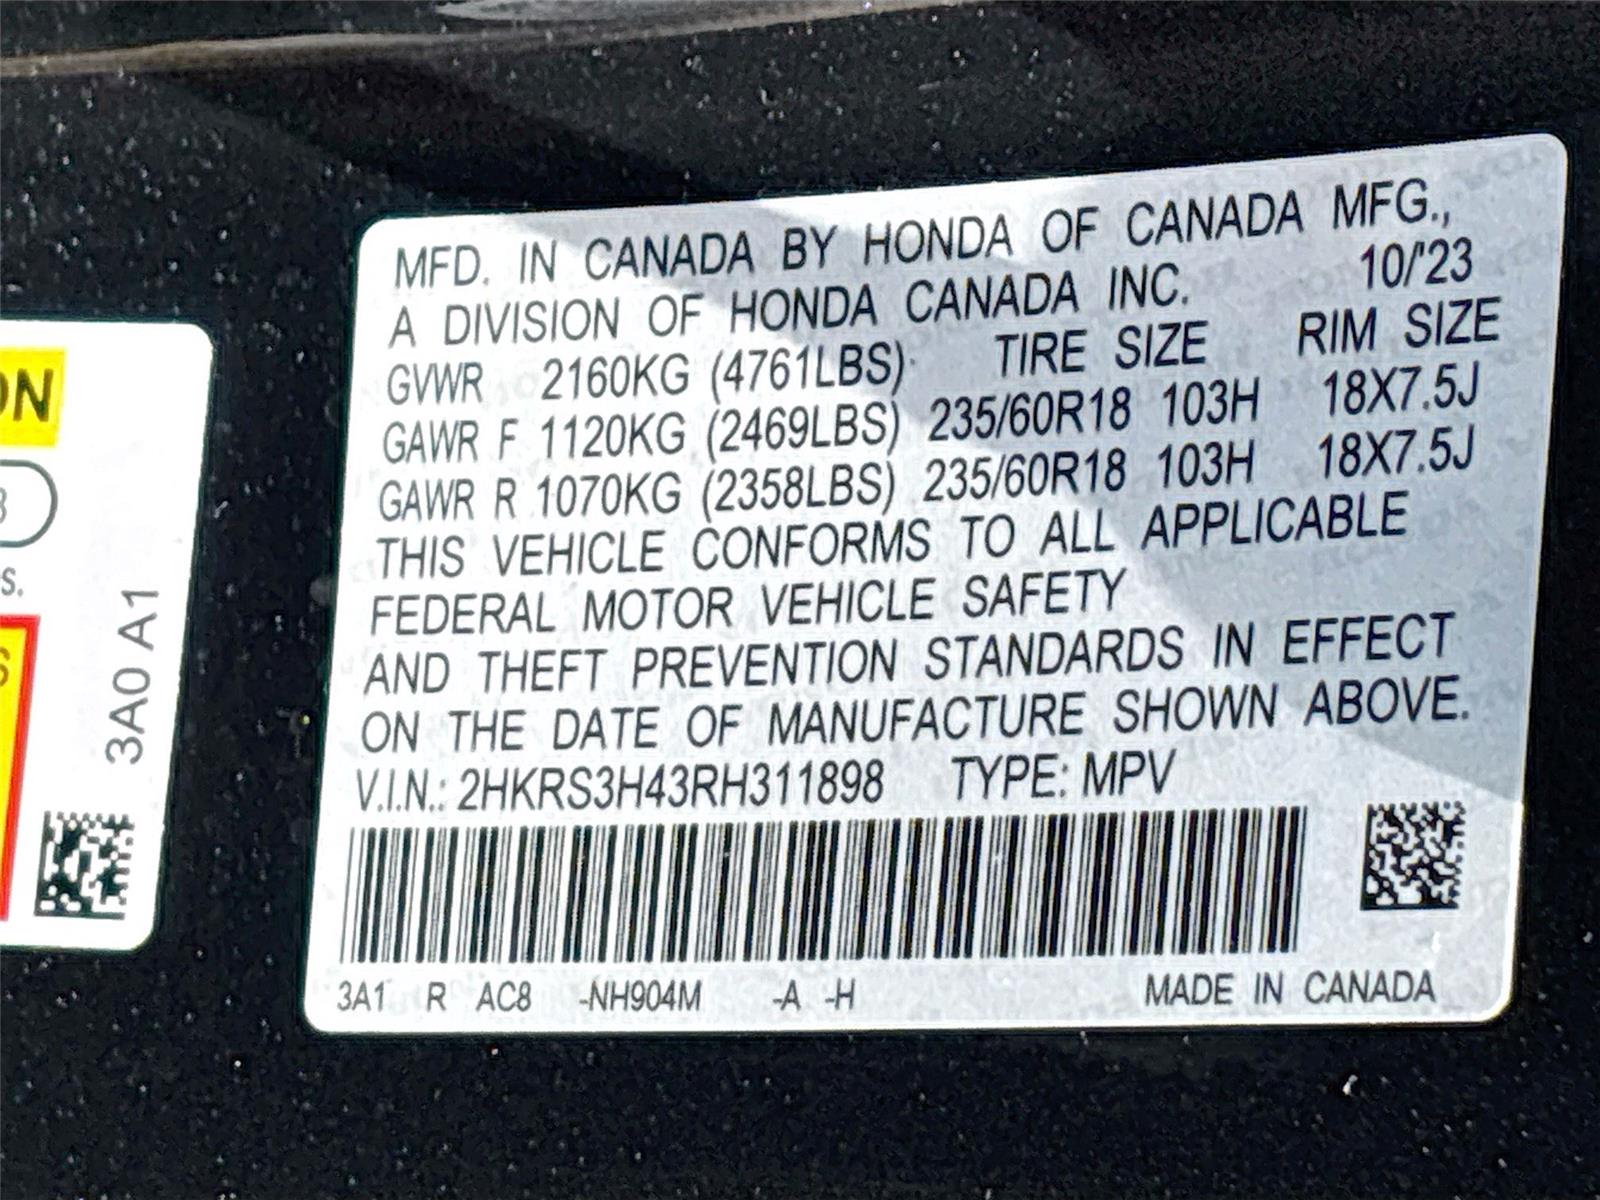 MFD. IN CANADA BY HONDA OF CANADA MFG.,
A DIVISION OF HONDA CANADA INC. 10/'23
GVWR 2160KG (4761LBS) TIRE SIZE RIM SIZE
GAWR F 1120KG (2469LBS) 235/60R18 103H 18X7.5J
GAWR R 1070KG (2358LBS) 235/60R18 103H 18X7.5J
THIS VEHICLE CONFORMS TO ALL APPLICABLE
FEDERAL MOTOR VEHICLE SAFETY
AND THEFT PREVENTION STANDARDS IN EFFECT
ON THE DATE OF MANUFACTURE SHOWN ABOVE.
V.I.N.: 2HKRS3H43RH311898 TYPE: MPV
3A1 R AC8 -NH904M -A -H MADE IN CANADA
3A0 A1